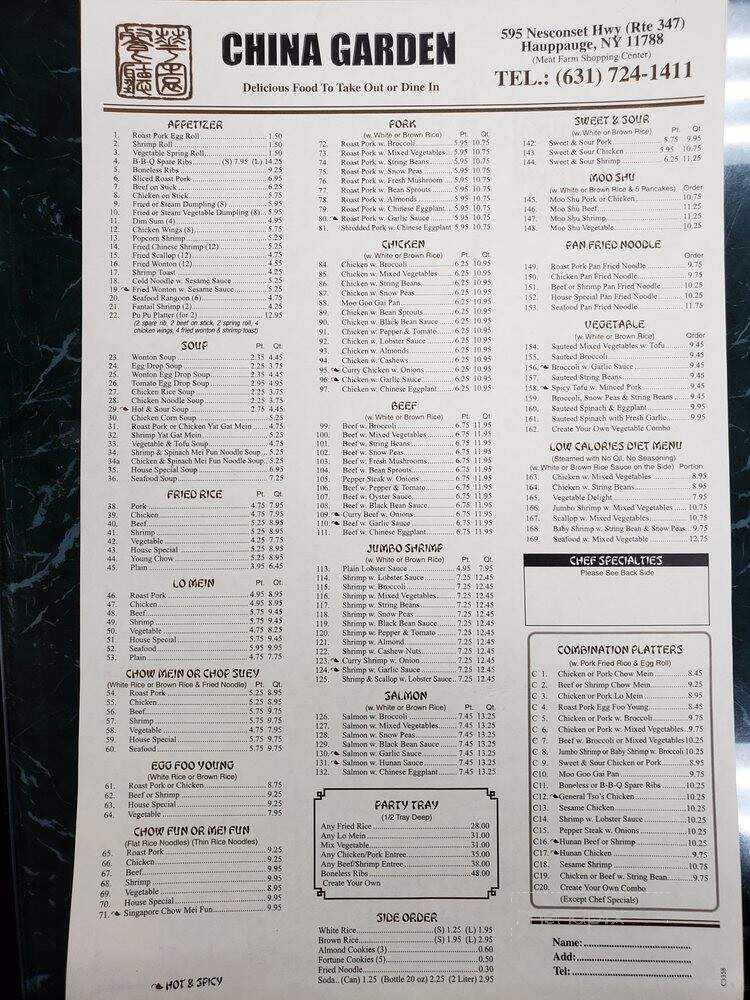 CHINA GARDEN
Delicious Food To Take Out or Dine In
595 Nesconset Hwy (Rte 347)
Hauppauge, NY 11788
(Meat Farm Shopping Center)
TEL.: (631) 724-1411
APPETIZER
1. Roast Pork Egg Roll 1.50
2. Shrimp Roll 1.50
3. Vegetable Spring Roll 1.50
4. B-B-Q Spare Ribs (S) 7.95 (L) 14.25
5. Boneless Ribs 9.25
6. Sliced Roast Pork 6.95
7. Beef on Stick 6.25
8. Chicken on Stick 5.75
9. Fried or Steam Dumpling (8) 5.95
10. Fried or Steam Vegetable Dumpling (8) 5.95
11. Dim Sum (4) 4.95
12. Chicken Wings (8) 5.75
13. Popcorn Shrimp 5.25
14. Fried Chinese Shrimp (12) 5.25
15. Fried Scallop (12) 4.75
16. Fried Wonton (12) 4.55
17. Shrimp Toast 4.25
18. Cold Noodle w. Sesame Sauce 5.25
19. Fried Wonton w. Sesame Sauce 5.25
20. Seafood Rangoon (6) 4.75
21. Fantail Shrimp (2) 4.25
22. Pu Pu Platter (for 2) 12.95
(2 spare rib, 2 beef on stick, 2 spring roll, 4
chicken wings, 4 fried wonton & shrimp toast)
SOUP Pt. Qt.
23. Wonton Soup 2.35 4.45
24. Egg Drop Soup 2.25 3.75
25. Wonton Egg Drop Soup 2.35 4.45
26. Tomato Egg Drop Soup 2.95 4.95
27. Chicken Rice Soup 2.25 3.75
28. Chicken Noodle Soup 2.25 3.75
29. Hot & Sour Soup 2.75 4.45
30. Chicken Corn Soup 5.25
31. Roast Pork or Chicken Yat Gat Mein 4.75
32. Shrimp Yat Gat Mein 5.25
33. Vegetable & Tofu Soup 4.75
34. Shrimp & Spinach Mei Fun Noodle Soup 5.25
34a Chicken & Spinach Mei Fun Noodle Soup 5.25
35. House Special Soup 6.95
36. Seafood Soup 7.25
FRIED RICE Pt. Qt.
38. Pork 4.75 7.95
39. Chicken 4.75 7.95
40. Beef 5.25 8.95
41. Shrimp 5.25 8.95
42. Vegetable 4.25 7.75
43. House Special 5.25 8.95
44. Young Chow 5.25 8.95
45. Plain 3.95 6.45
LO MEIN Pt. Qt.
46. Roast Pork 4.95 8.95
47. Chicken 4.95 8.95
48. Beef 5.75 9.45
49. Shrimp 5.75 9.45
50. Vegetable 4.75 8.25
51. House Special 5.75 9.45
52. Seafood 5.95 9.95
53. Plain 4.75 7.75
CHOW MEIN OR CHOP SUEY
(White Rice or Brown Rice & Fried Noodle) Pt. Qt.
54. Roast Pork 5.25 8.95
55. Chicken 5.25 8.95
56. Beef 5.75 9.75
57. Shrimp 5.75 9.75
58. Vegetable 4.75 7.95
59. House Special 5.75 9.75
60. Seafood 5.75 9.75
EGG FOO YOUNG
(White Rice or Brown Rice)
61. Roast Pork or Chicken 8.75
62. Beef or Shrimp 9.25
63. House Special 9.25
64. Vegetable 7.95
CHOW FUN OR MEI FUN
(Flat Rice Noodles) (Thin Rice Noodles)
65. Roast Pork 9.25
66. Chicken 9.25
67. Beef 9.95
68. Shrimp 9.95
69. Vegetable 8.95
70. House Special 9.95
71. Singapore Chow Mei Fun 9.95
HOT & SPICY
PORK
(w. White or Brown Rice) Pt. Qt.
72. Roast Pork w. Broccoli 5.95 10.75
73. Roast Pork w. Mixed Vegetables 5.95 10.75
74. Roast Pork w. String Beans 5.95 10.75
75. Roast Pork w. Snow Peas 5.95 10.75
76. Roast Pork w. Fresh Mushroom 5.95 10.75
77. Roast Pork w. Bean Sprouts 5.95 10.75
78. Roast Pork w. Almonds 5.95 10.75
79. Roast Pork w. Chinese Eggplant 5.95 10.75
80. Roast Pork w. Garlic Sauce 5.95 10.75
81. Shredded Pork w. Chinese Eggplant 5.95 10.75
CHICKEN
(w. White or Brown Rice) Pt. Qt.
84. Chicken w. Broccoli 6.25 10.95
85. Chicken w. Mixed Vegetables 6.25 10.95
86. Chicken w. String Beans 6.25 10.95
87. Chicken w. Snow Peas 6.25 10.95
88. Moo Goo Gai Pan 6.25 10.95
89. Chicken w. Bean Sprouts 6.25 10.95
90. Chicken w. Black Bean Sauce 6.25 10.95
91. Chicken w. Pepper & Tomato 6.25 10.95
92. Chicken w. Lobster Sauce 6.25 10.95
93. Chicken w. Almonds 6.25 10.95
94. Chicken w. Cashews 6.25 10.95
95. Curry Chicken w. Onions 6.25 10.95
96. Chicken w. Garlic Sauce 6.25 10.95
97. Chicken w. Chinese Eggplant 6.25 10.95
BEEF
(w. White or Brown Rice) Pt. Qt.
99. Beef w. Broccoli 6.75 11.95
100. Beef w. Mixed Vegetables 6.75 11.95
101. Beef w. String Beans 6.75 11.95
102. Beef w. Snow Peas 6.75 11.95
103. Beef w. Fresh Mushrooms 6.75 11.95
104. Beef w. Bean Sprouts 6.75 11.95
105. Pepper Steak w. Onions 6.75 11.95
106. Beef w. Pepper & Tomato 6.75 11.95
107. Beef w. Oyster Sauce 6.75 11.95
108. Beef w. Black Bean Sauce 6.75 11.95
109. Curry Beef w. Onions 6.75 11.95
110. Beef w. Garlic Sauce 6.75 11.95
111. Beef w. Chinese Eggplant 6.75 11.95
JUMBO SHRIMP
(w. White or Brown Rice) Pt. Qt.
113. Plain Lobster Sauce 4.95 7.95
114. Shrimp w. Lobster Sauce 7.25 12.45
115. Shrimp w. Broccoli 7.25 12.45
116. Shrimp w. Mixed Vegetables 7.25 12.45
117. Shrimp w. String Beans 7.25 12.45
118. Shrimp w. Snow Peas 7.25 12.45
119. Shrimp w. Black Bean Sauce 7.25 12.45
120. Shrimp w. Pepper & Tomato 7.25 12.45
121. Shrimp w. Almond 7.25 12.45
122. Shrimp w. Cashew Nuts 7.25 12.45
123. Curry Shrimp w. Onion 7.25 12.45
124. Shrimp w. Garlic Sauce 7.25 12.45
125. Shrimp & Scallop w. Lobster Sauce 7.25 12.45
SALMON
(w. White or Brown Rice) Pt. Qt.
126. Salmon w. Broccoli 7.45 13.25
127. Salmon w. Mixed Vegetables 7.45 13.25
128. Salmon w. Snow Peas 7.45 13.25
129. Salmon w. Black Bean Sauce 7.45 13.25
130. Salmon w. Garlic Sauce 7.45 13.25
131. Salmon w. Hunan Sauce 7.45 13.25
132. Salmon w. Chinese Eggplant 7.45 13.25
PARTY TRAY
(1/2 Tray Deep)
Any Fried Rice 28.00
Any Lo Mein 31.00
Mix Vegetable 31.00
Any Chicken/Pork Entree 35.00
Any Beef/Shrimp Entree 38.00
Boneless Ribs 48.00
Create Your Own
SIDE ORDER
White Rice (S) 1.25 (L) 1.95
Brown Rice (S) 1.95 (L) 2.95
Almond Cookies (3) 0.60
Fortune Cookies (5) 0.50
Fried Noodle 0.30
Soda.. (Can) 1.25 (Bottle 20 oz) 2.25 (2 Liter) 2.95
SWEET & SOUR
(w. White or Brown Rice) Pt. Qt.
142. Sweet & Sour Pork 5.75 9.95
143. Sweet & Sour Chicken 5.95 10.75
144. Sweet & Sour Shrimp 6.25 11.25
MOO SHU
(w. White or Brown Rice & 5 Pancakes) Order
145. Moo Shu Pork or Chicken 10.75
146. Moo Shu Beef 11.25
147. Moo Shu Shrimp 11.25
148. Moo Shu Vegetable 10.25
PAN FRIED NOODLE
Order
149. Roast Pork Pan Fried Noodle 9.75
150. Chicken Pan Fried Noodle 9.75
151. Beef or Shrimp Pan Fried Noodle 10.25
152. House Special Pan Fried Noodle 10.25
153. Seafood Pan Fried Noodle 11.75
VEGETABLE
(w. White or Brown Rice) Order
154. Sauteed Mixed Vegetables w. Tofu 9.45
155. Sauteed Broccoli 9.45
156. Broccoli w. Garlic Sauce 9.45
157. Sauteed String Beans 9.45
158. Spicy Tofu w. Minced Pork 9.45
159. Broccoli, Snow Peas & String Beans 9.45
160. Sauteed Spinach & Eggplant 9.95
161. Sauteed Spinach with Fresh Garlic 9.95
162. Create Your Own Vegetable Combo
LOW CALORIES DIET MENU
(Steamed with No Oil, No Seasoning)
(w. White or Brown Rice Sauce on the Side) Portion
163. Chicken w. Mixed Vegetables 8.95
164. Chicken w. String Beans 8.95
165. Vegetable Delight 7.95
166. Jumbo Shrimp w. Mixed Vegetables 10.75
167. Scallop w. Mixed Vegetables 10.75
168. Baby Shrimp w. String Bean & Snow Peas 9.75
169. Seafood w. Mixed Vegetable 12.75
CHEF SPECIALTIES
Please See Back Side
COMBINATION PLATTERS
(w. Pork Fried Rice & Egg Roll)
C 1. Chicken or Pork Chow Mein 8.45
C 2. Beef or Shrimp Chow Mein 9.25
C 3. Chicken or Pork Lo Mein 8.95
C 4. Roast Pork Egg Foo Young 8.45
C 5. Chicken or Pork w. Broccoli 9.75
C 6. Chicken or Pork w. Mixed Vegetables 9.75
C 7. Beef w. Broccoli or Mixed Vegetables 10.25
C 8. Jumbo Shrimp or Baby Shrimp w. Broccoli 10.25
C 9. Sweet & Sour Chicken or Pork 8.95
C10. Moo Goo Gai Pan 9.75
C11. Boneless or B-B-Q Spare Ribs 10.25
C12. General Tso's Chicken 10.25
C13. Sesame Chicken 10.25
C14. Shrimp w. Lobster Sauce 10.25
C15. Pepper Steak w. Onions 10.25
C16. Hunan Beef or Shrimp 10.25
C17. Hunan Chicken 9.75
C18. Sesame Shrimp 10.25
C19. Chicken or Beef w. String Bean 9.75
C20. Create Your Own Combo
(Except Chef Specials)
Name:
Add:
Tel:
C3358